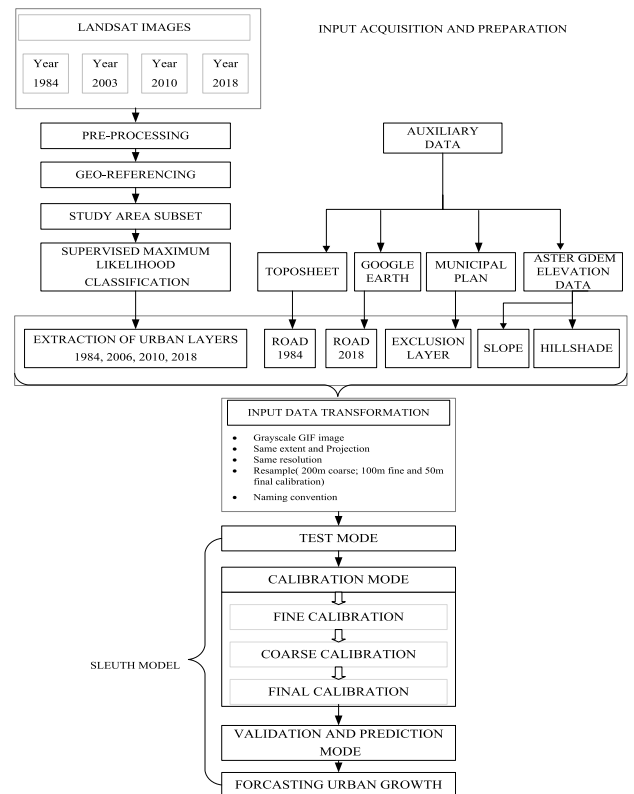 LANDSAT IMAGES
INPUT ACQUISITION AND PREPARATION
Year
1984
Year
2003
Year
2010
Year
2018
PRE-PROCESSING
GEO-REFERENCING
STUDY AREA SUBSET
SUPERVISED MAXIMUM
LIKELIHOOD
CLASSIFICATION
AUXILIARY
DATA
TOPOSHEET
GOOGLE
EARTH
MUNICIPAL
PLAN
ASTER GDEM
ELEVATION
DATA
EXTRACTION OF URBAN LAYERS
1984, 2006, 2010, 2018
ROAD
1984
ROAD
2018
EXCLUSION
LAYER
SLOPE
HILLSHADE
INPUT DATA TRANSFORMATION
• Grayscale GIF image
• Same extent and Projection
• Same resolution
• Resample( 200m coarse; 100m fine and 50m
final calibration)
• Naming convention
TEST MODE
CALIBRATION MODE
FINE CALIBRATION
COARSE CALIBRATION
FINAL CALIBRATION
SLEUTH MODEL
VALIDATION AND PREDICTION
MODE
FORCASTING URBAN GROWTH